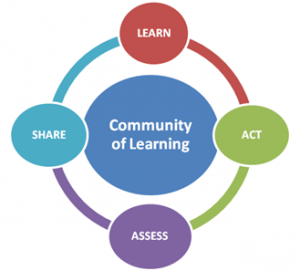 LEARN
SHARE
Community
of Learning
ACT
ASSESS